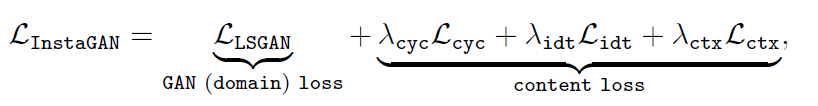 ℒ_InstaGAN = ℒ_LSGAN + λ_cyc ℒ_cyc + λ_idt ℒ_idt + λ_ctx ℒ_ctx,
GAN (domain) loss content loss